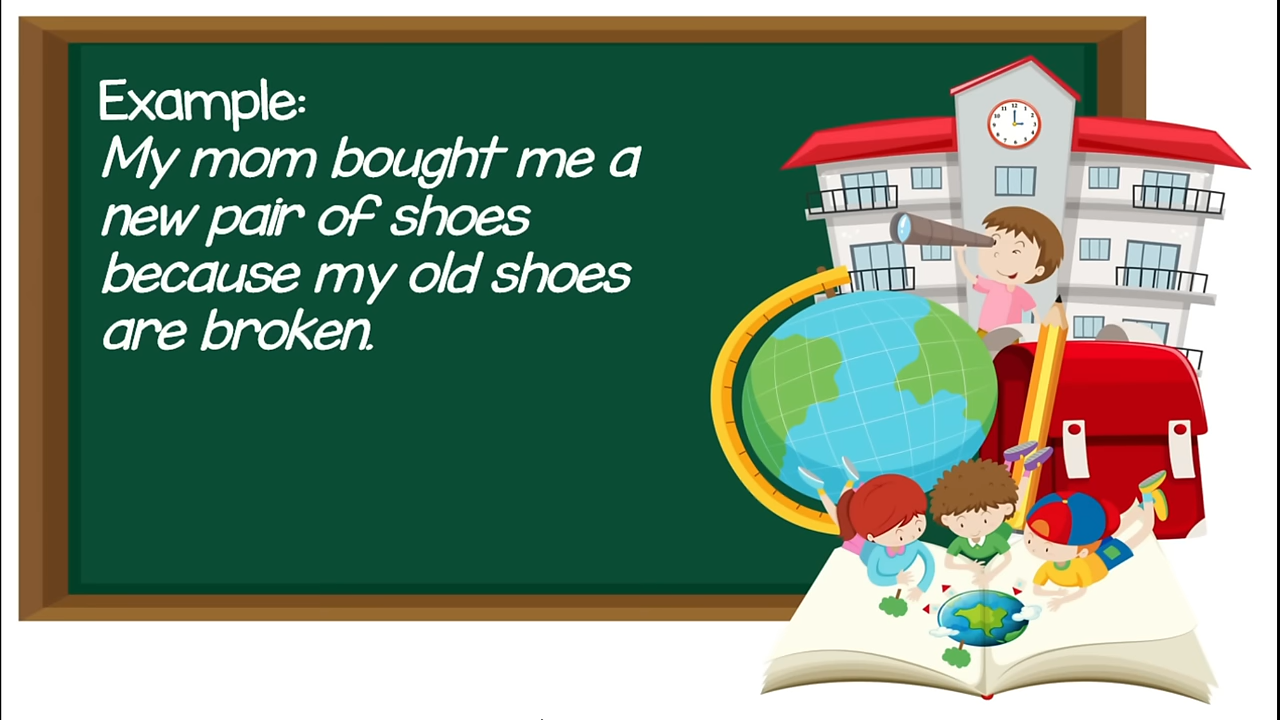 Example:
My mom bought me a
new pair of shoes
because my old shoes
are broken.